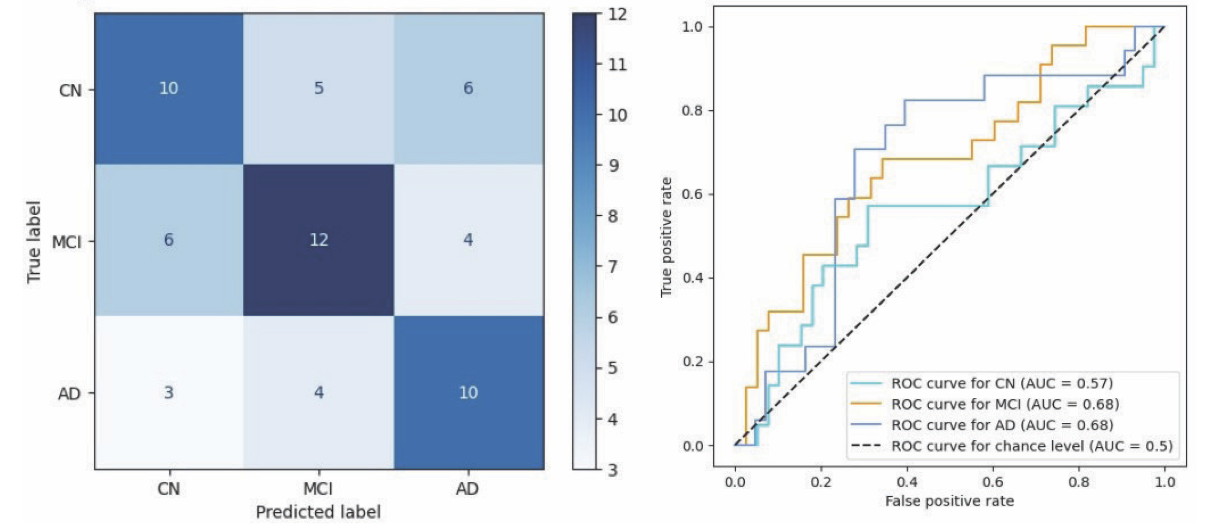 CN
MCI
AD
True label
10 5 6
6 12 4
3 4 10
CN MCI AD
Predicted label
12
11
10
9
8
7
6
5
4
3
1.0
0.8
0.6
0.4
0.2
0.0
True positive rate
ROC curve for CN (AUC = 0.57)
ROC curve for MCI (AUC = 0.68)
ROC curve for AD (AUC = 0.68)
ROC curve for chance level (AUC = 0.5)
0.0 0.2 0.4 0.6 0.8 1.0
False positive rate